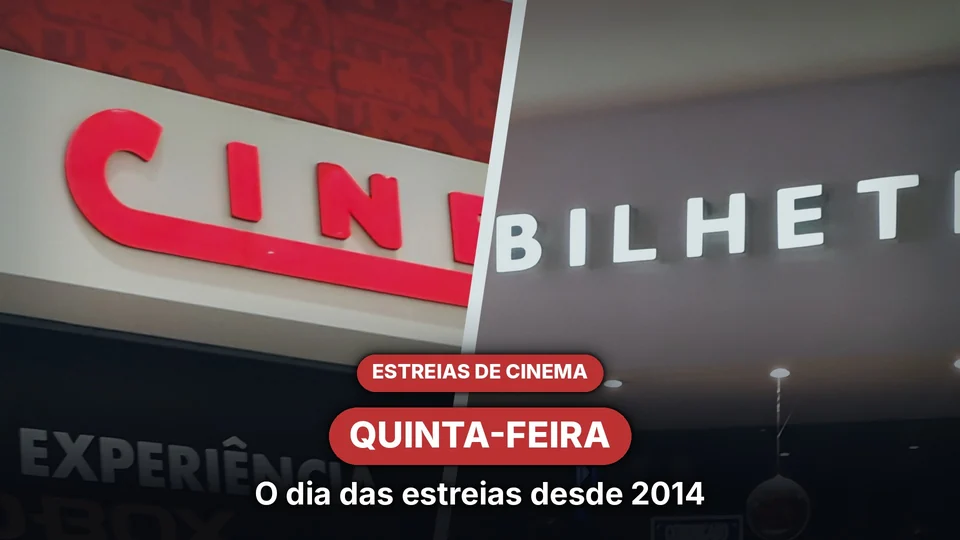 CINE
BILHETE
EXPERIÊNCIA
ESTREIAS DE CINEMA
QUINTA-FEIRA
O dia das estreias desde 2014